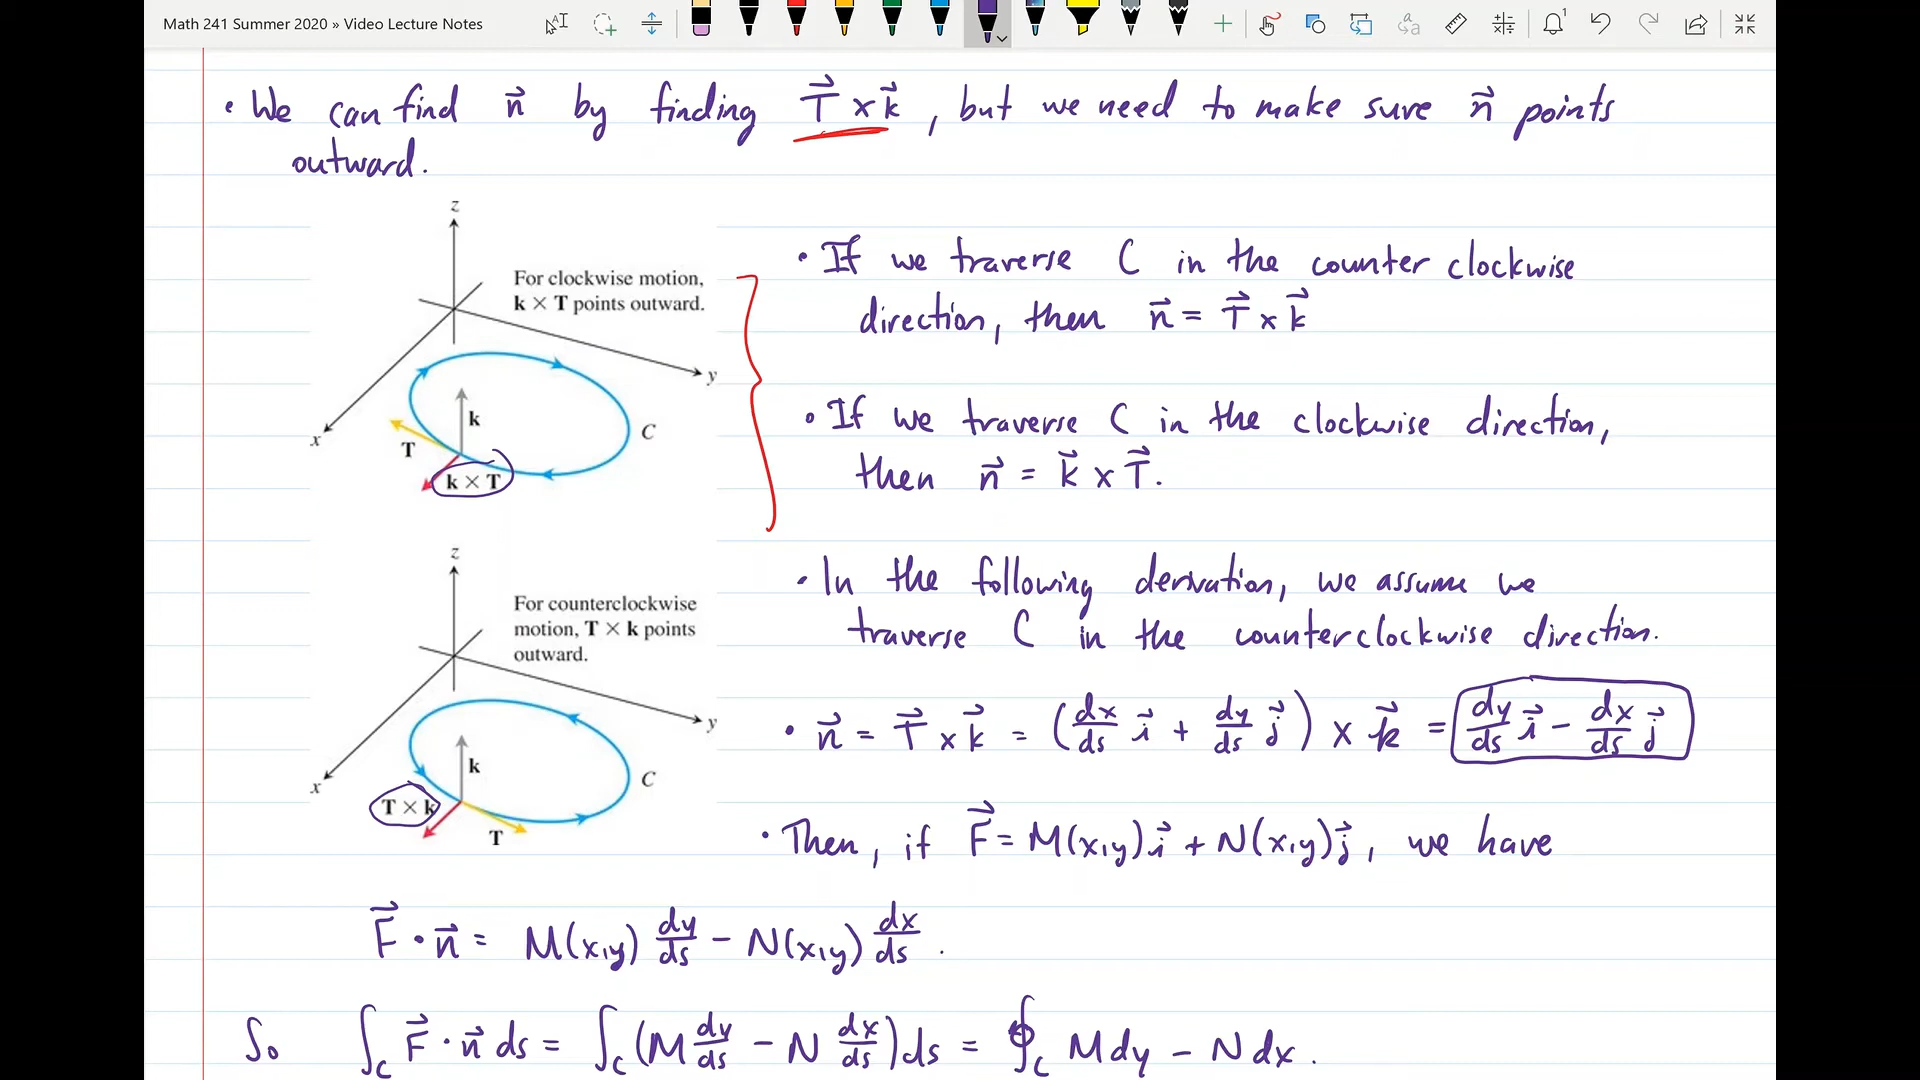 Math 241 Summer 2020 » Video Lecture Notes
• We can find n⃗ by finding T⃗ × k⃗, but we need to make sure n⃗ points
outward.
z
For clockwise motion,
k × T points outward.
y
x
k
T
C
k × T
• If we traverse C in the counter clockwise
direction, then n⃗ = T⃗ × k⃗
• If we traverse C in the clockwise direction,
then n⃗ = k⃗ × T⃗.
z
For counterclockwise
motion, T × k points
outward.
y
x
k
C
T × k
T
• In the following derivation, we assume we
traverse C in the counterclockwise direction.
• n⃗ = T⃗ × k⃗ = (dx/ds i⃗ + dy/ds j⃗) × k⃗ = dy/ds i⃗ − dx/ds j⃗
• Then, if F⃗ = M(x,y) i⃗ + N(x,y) j⃗, we have
F⃗ · n⃗ = M(x,y) dy/ds − N(x,y) dx/ds.
So ∫_C F⃗ · n⃗ ds = ∫_C (M dy/ds − N dx/ds) ds = ∮_C M dy − N dx.